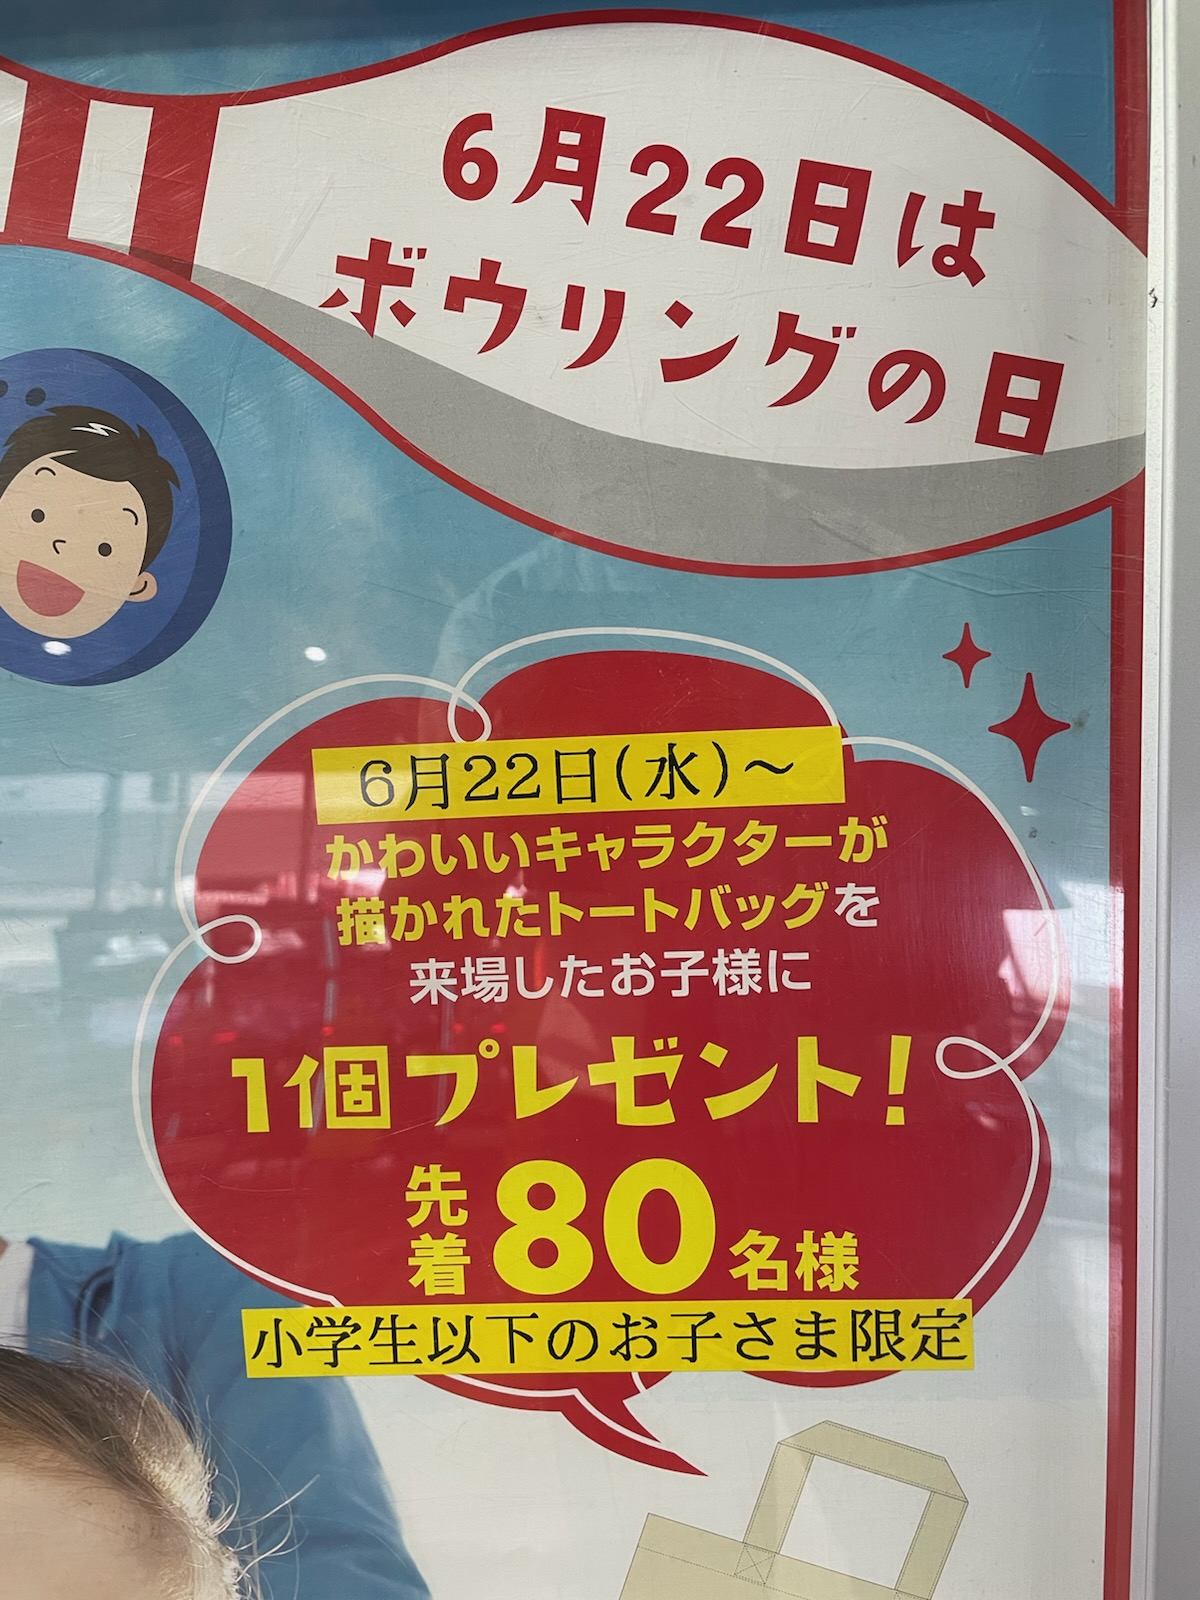 6月22日は
ボウリングの日
6月22日(水)～
かわいいキャラクターが
描かれたトートバッグを
来場したお子様に
1個プレゼント!
先着80名様
小学生以下のお子さま限定